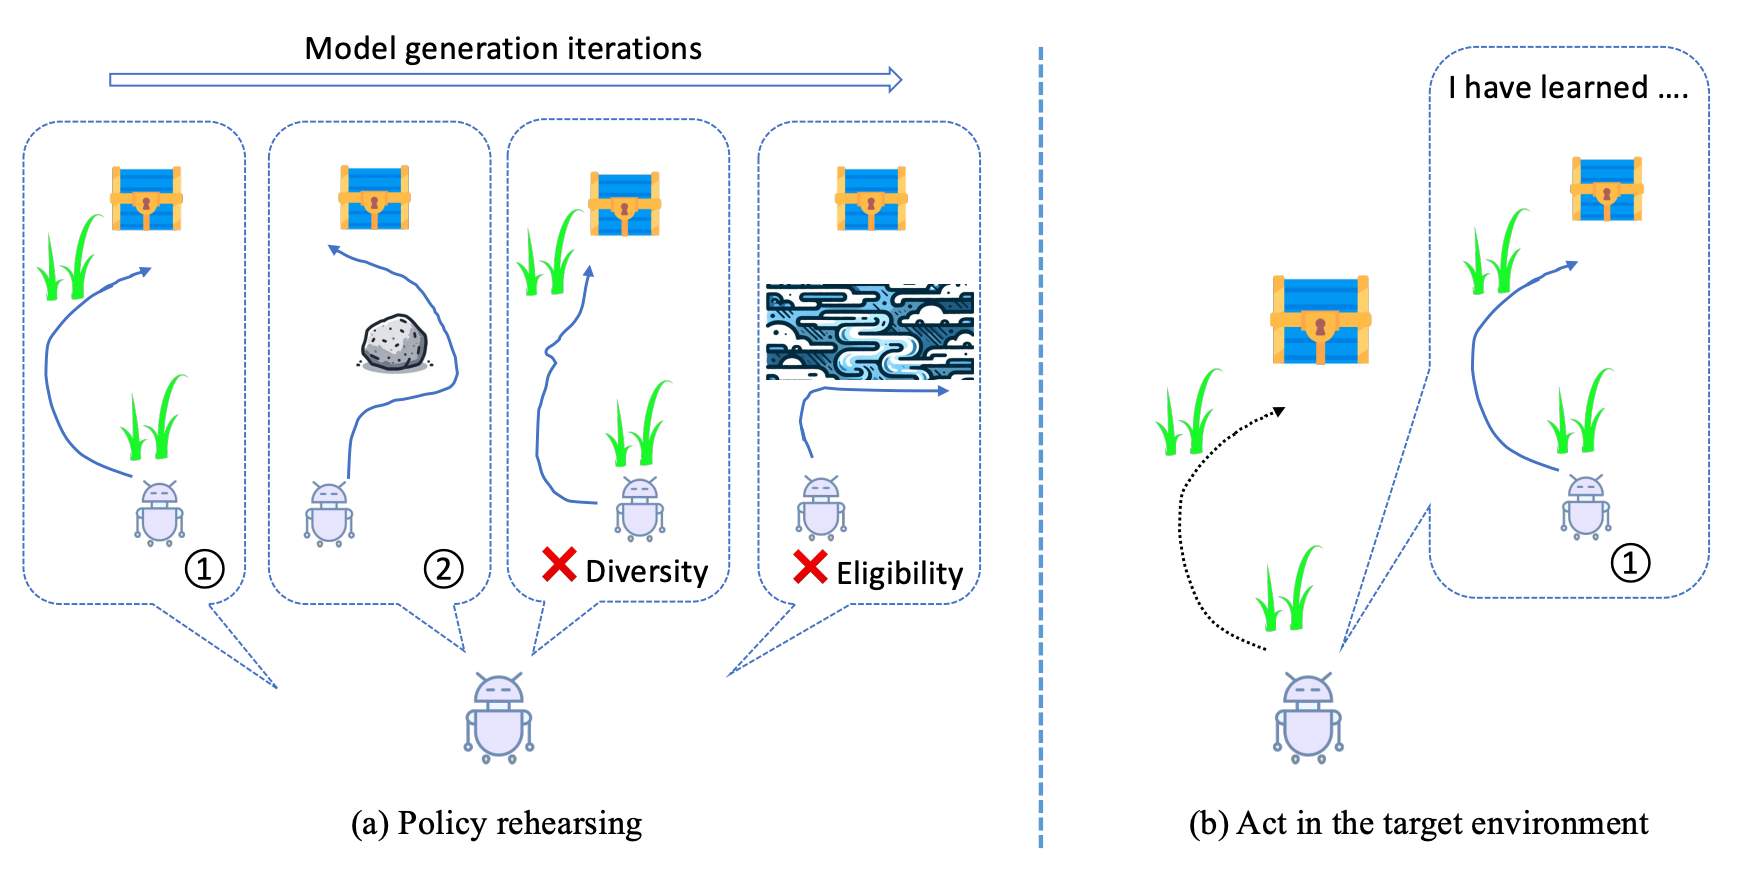 Model generation iterations
①
②
Diversity
Eligibility
(a) Policy rehearsing
I have learned ....
①
(b) Act in the target environment